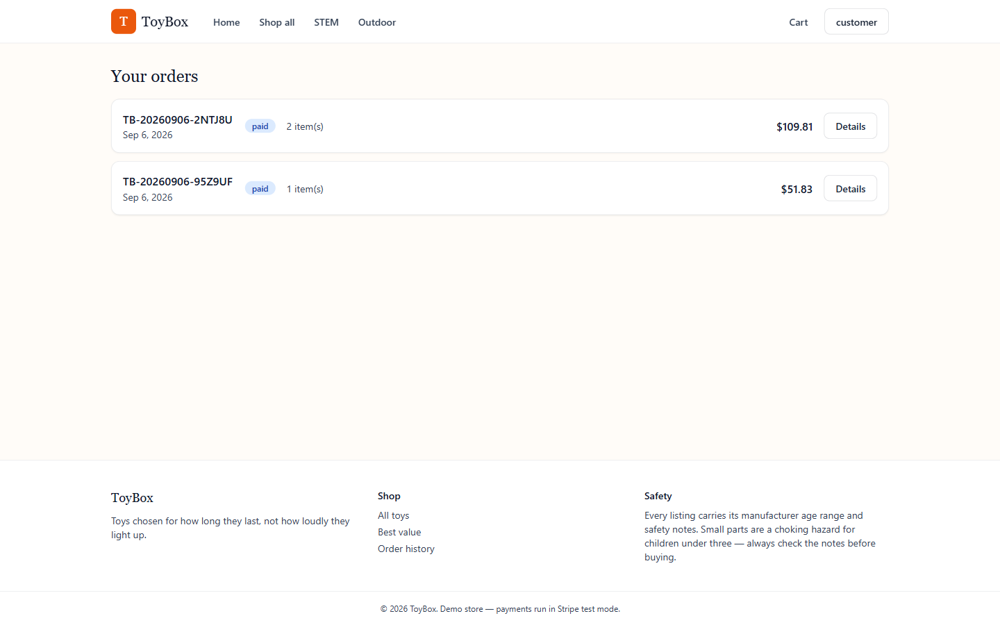 T ToyBox Home Shop all STEM Outdoor Cart customer
Your orders
TB-20260906-2NTJ8U
Sep 6, 2026
paid 2 item(s) $109.81 Details
TB-20260906-95Z9UF
Sep 6, 2026
paid 1 item(s) $51.83 Details
ToyBox
Toys chosen for how long they last, not how loudly they
light up.
Shop
All toys
Best value
Order history
Safety
Every listing carries its manufacturer age range and
safety notes. Small parts are a choking hazard for
children under three — always check the notes before
buying.
© 2026 ToyBox. Demo store — payments run in Stripe test mode.